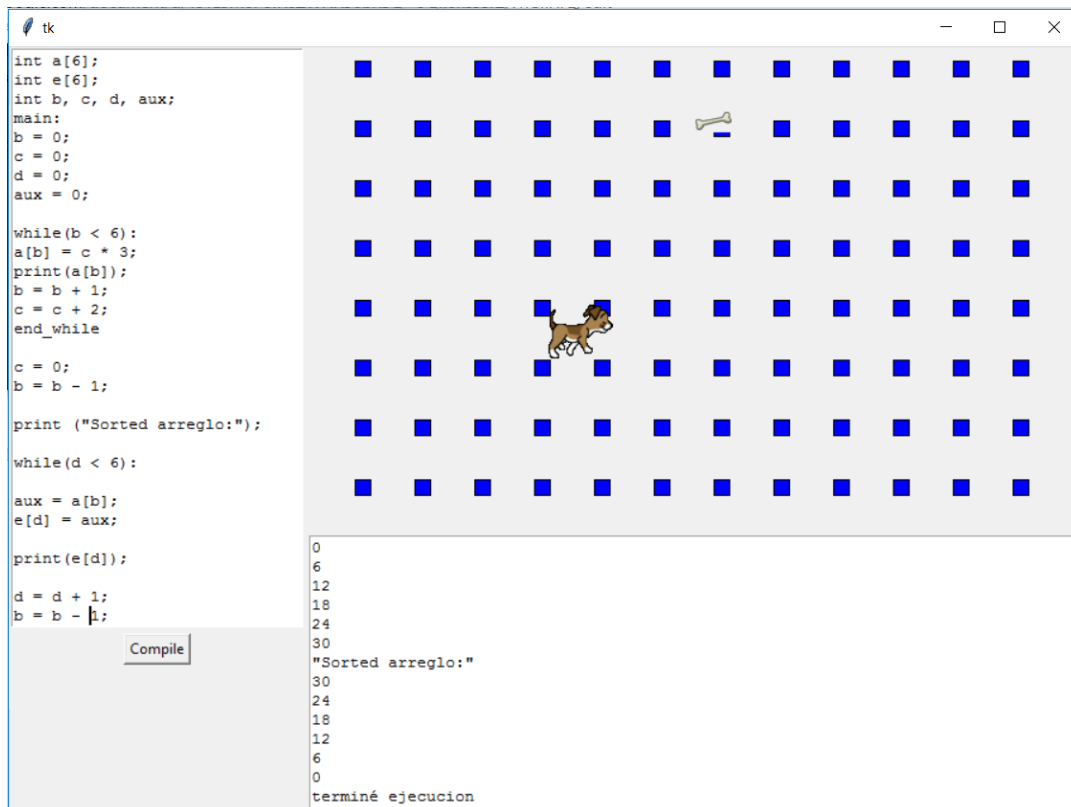 tk
int a[6];
int e[6];
int b, c, d, aux;
main:
b = 0;
c = 0;
d = 0;
aux = 0;
while(b < 6):
a[b] = c * 3;
print(a[b]);
b = b + 1;
c = c + 2;
end_while
c = 0;
b = b - 1;
print ("Sorted arreglo:");
while(d < 6):
aux = a[b];
e[d] = aux;
print(e[d]);
d = d + 1;
b = b - 1;
Compile
0
6
12
18
24
30
"Sorted arreglo:"
30
24
18
12
6
0
terminé ejecucion